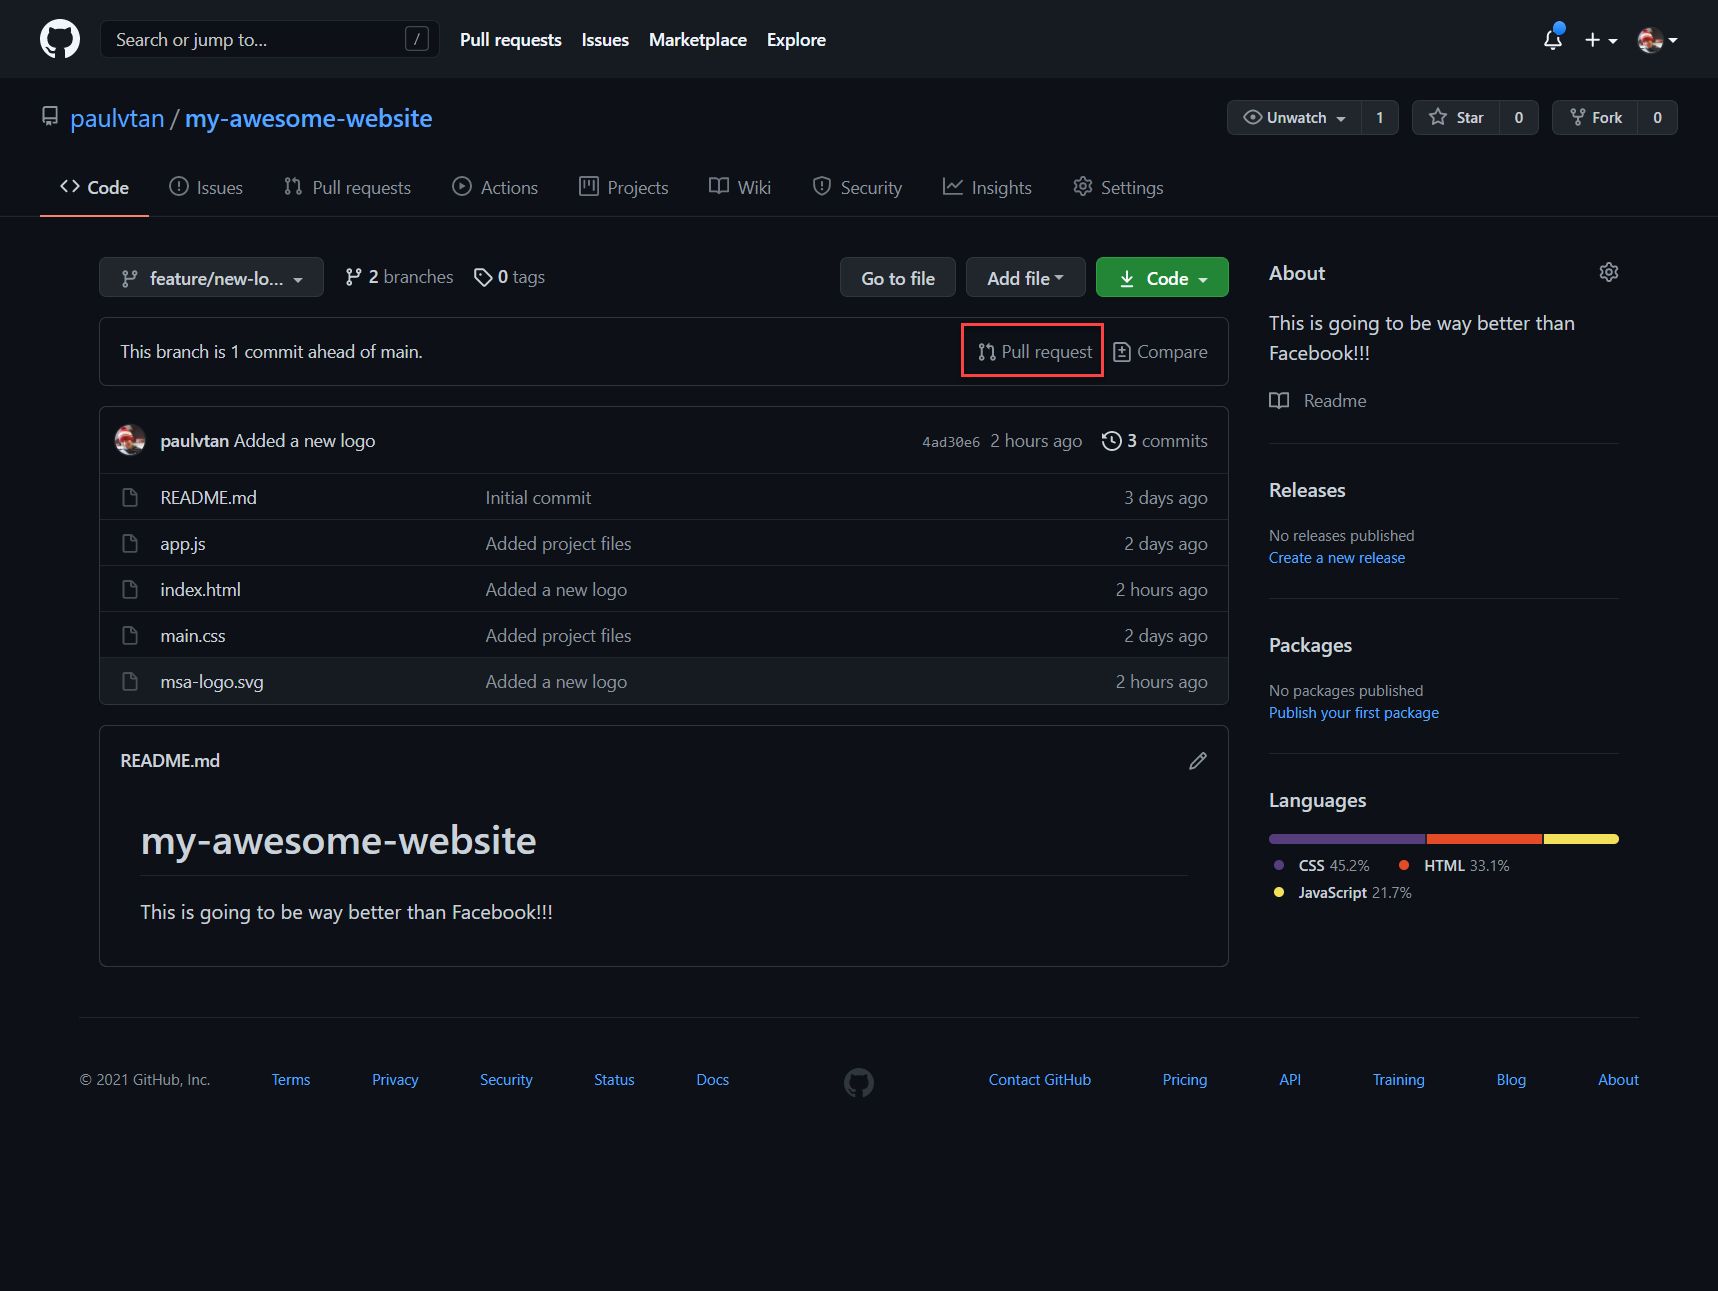 Search or jump to... /
Pull requests Issues Marketplace Explore
paulvtan / my-awesome-website
Unwatch 1 Star 0 Fork 0
Code Issues Pull requests Actions Projects Wiki Security Insights Settings
feature/new-lo... 2 branches 0 tags
Go to file Add file Code
This branch is 1 commit ahead of main.
Pull request Compare
paulvtan Added a new logo 4ad30e6 2 hours ago 3 commits
README.md Initial commit 3 days ago
app.js Added project files 2 days ago
index.html Added a new logo 2 hours ago
main.css Added project files 2 days ago
msa-logo.svg Added a new logo 2 hours ago
README.md
my-awesome-website
This is going to be way better than Facebook!!!
About
This is going to be way better than
Facebook!!!
Readme
Releases
No releases published
Create a new release
Packages
No packages published
Publish your first package
Languages
CSS 45.2% HTML 33.1%
JavaScript 21.7%
© 2021 GitHub, Inc. Terms Privacy Security Status Docs Contact GitHub Pricing API Training Blog About